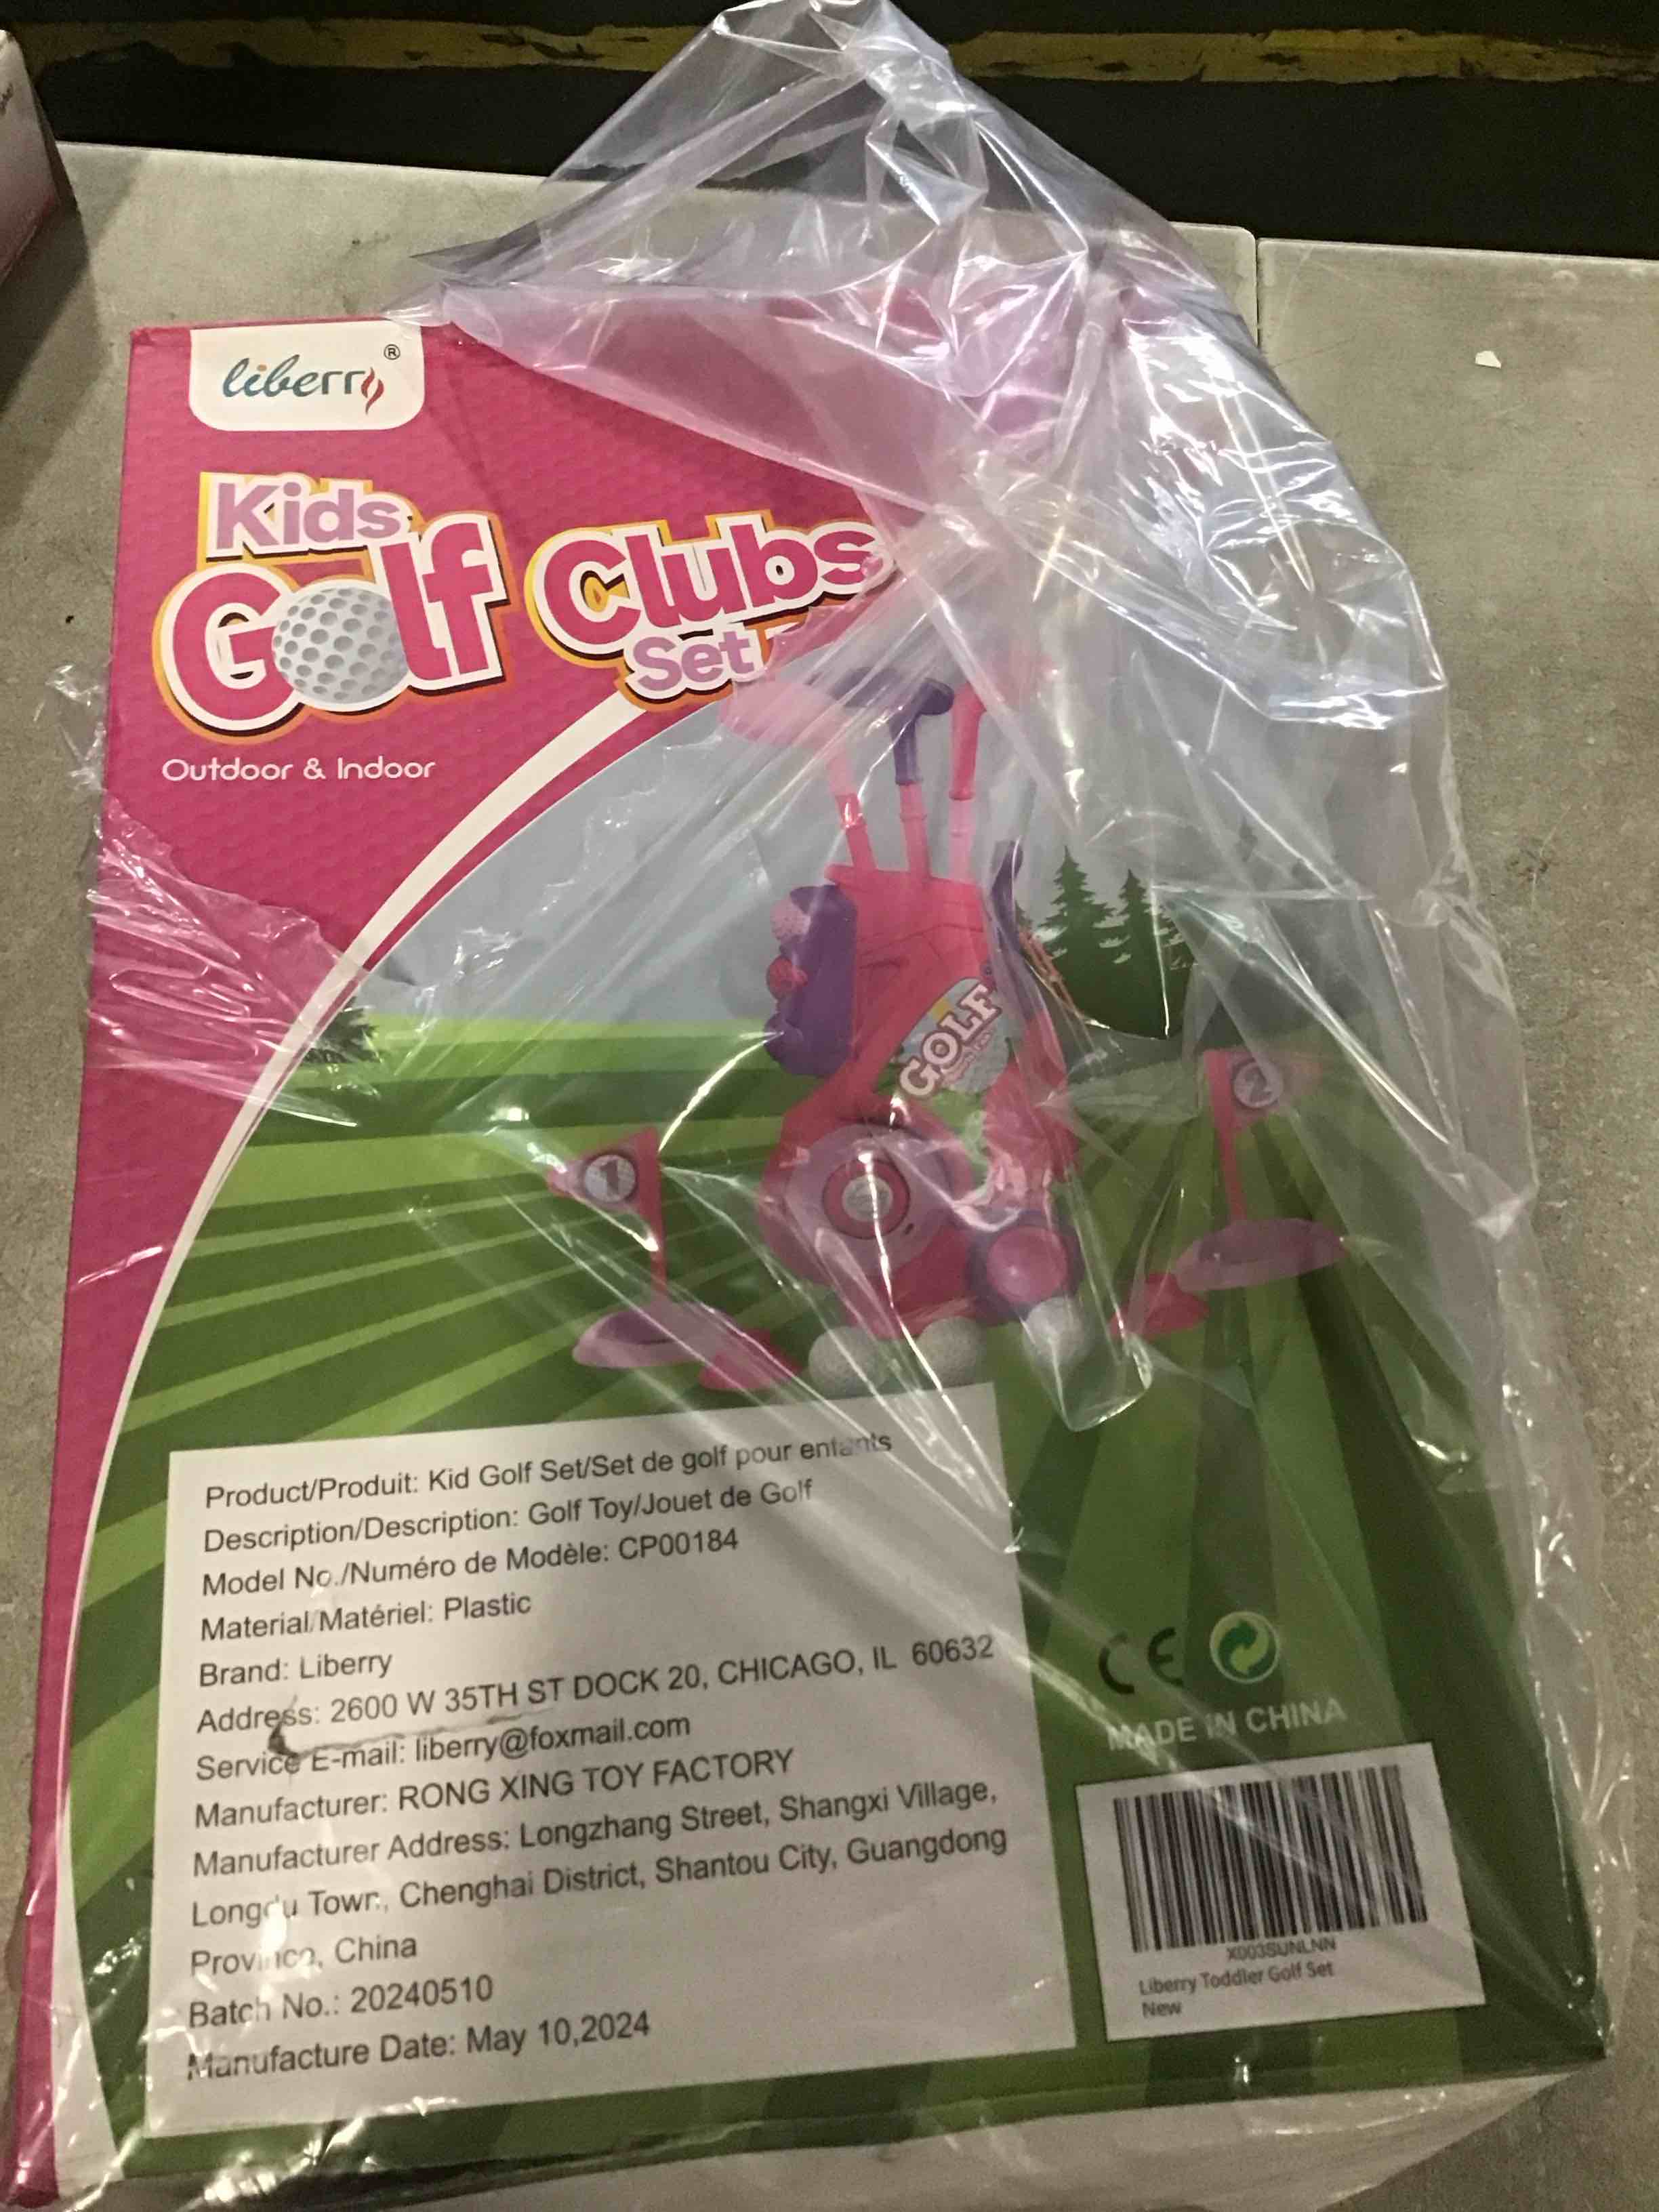 liberry®
Kids
Golf Clubs
Set
Outdoor & Indoor
GOLF
1
2
Product/Produit: Kid Golf Set/Set de golf pour enfants
Description/Description: Golf Toy/Jouet de Golf
Model No./Numéro de Modèle: CP00184
Material/Matériel: Plastic
Brand: Liberry
Address: 2600 W 35TH ST DOCK 20, CHICAGO, IL 60632
Service E-mail: liberry@foxmail.com
Manufacturer: RONG XING TOY FACTORY
Manufacturer Address: Longzhang Street, Shangxi Village,
Longdu Town, Chenghai District, Shantou City, Guangdong
Province, China
Batch No.: 20240510
Manufacture Date: May 10,2024
CE
MADE IN CHINA
X003SUNLNN
Liberry Toddler Golf Set
New